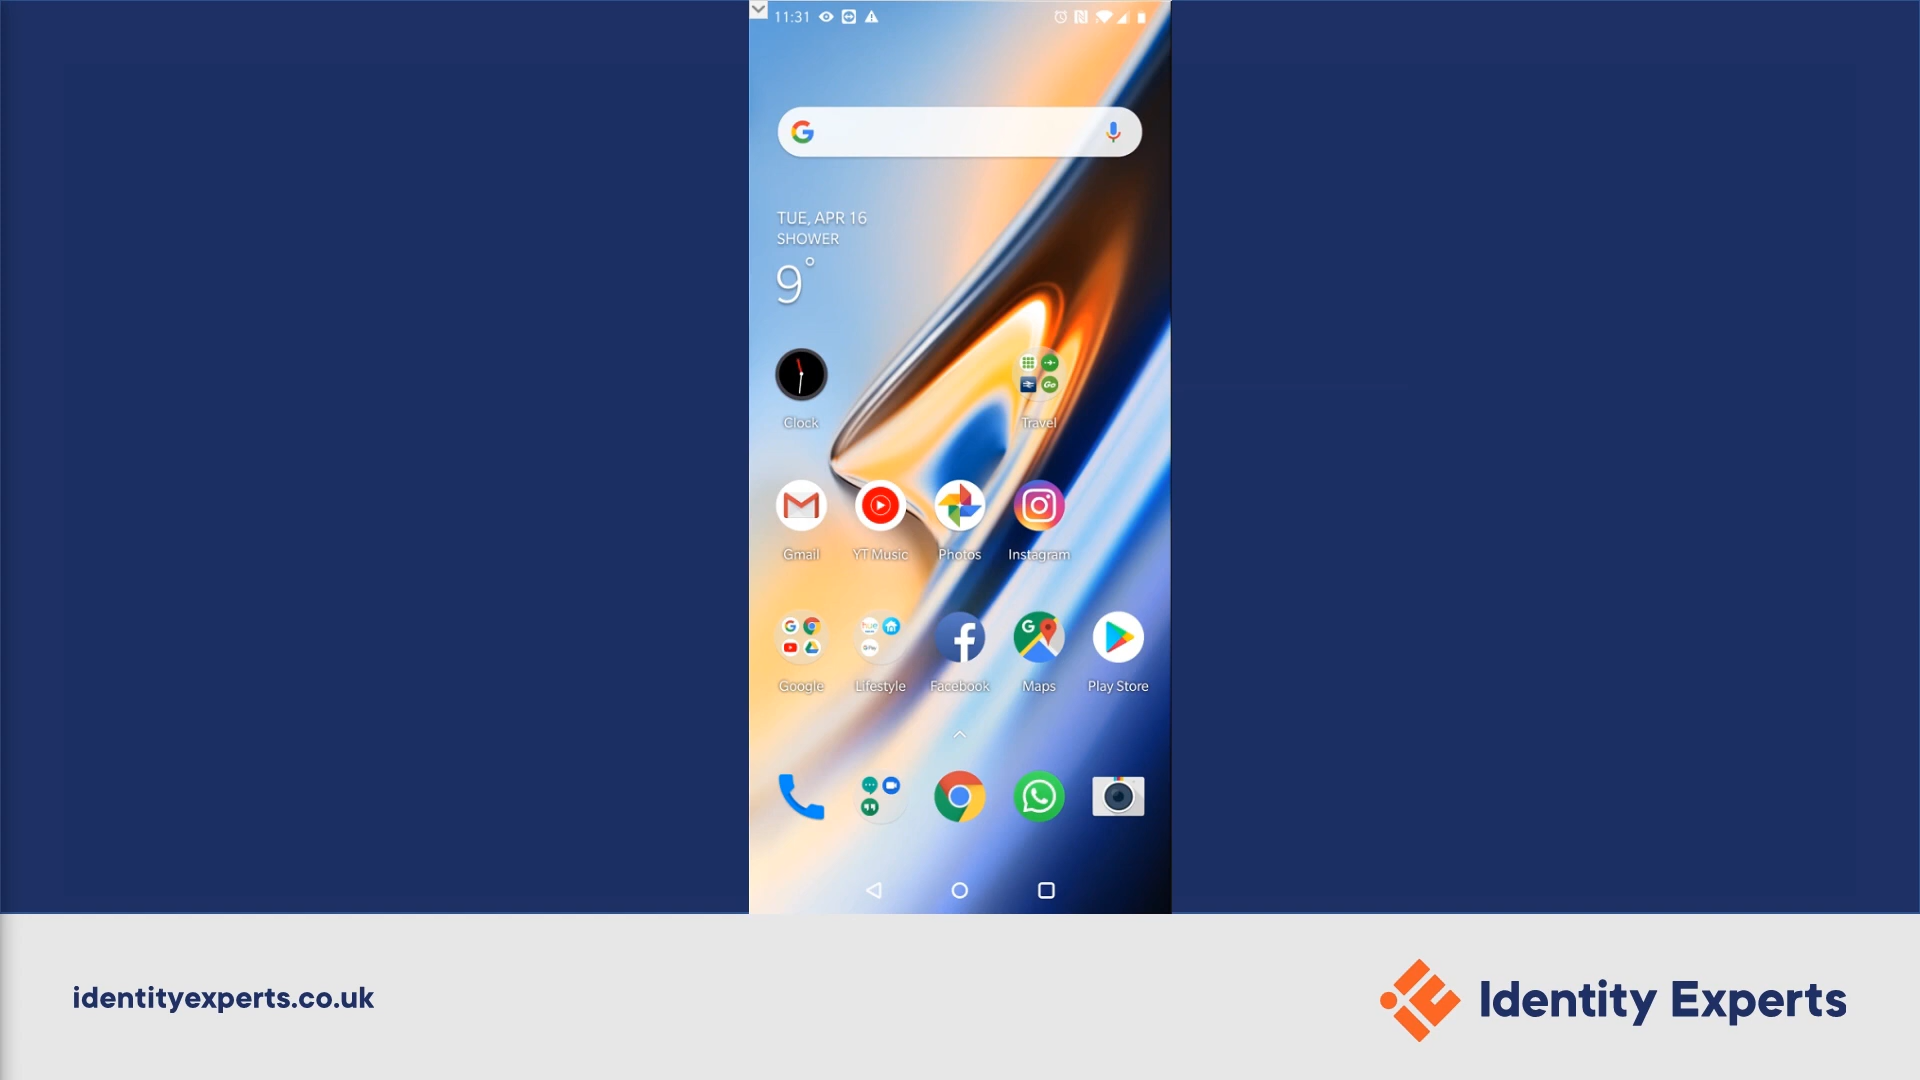 11:31
TUE, APR 16
SHOWER
9°
Clock
Travel
Gmail
YT Music
Photos
Instagram
Google
Lifestyle
Facebook
Maps
Play Store
identityexperts.co.uk
Identity Experts